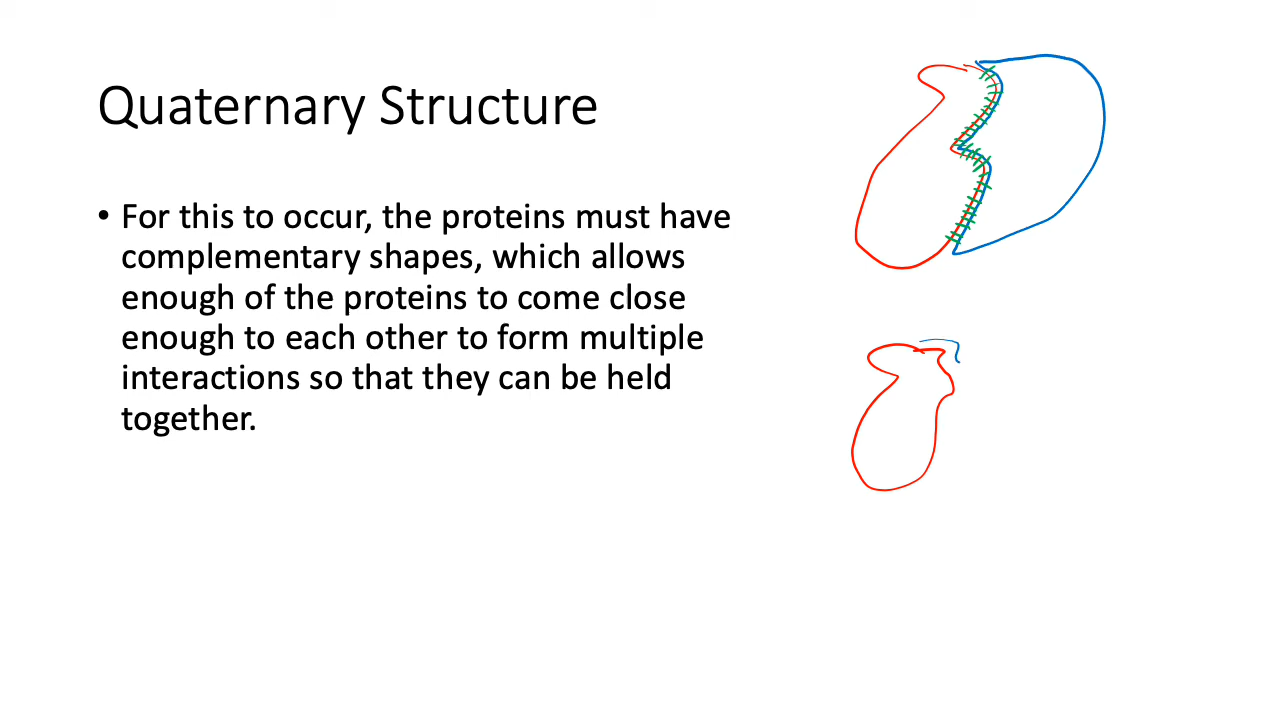 Quaternary Structure
• For this to occur, the proteins must have
complementary shapes, which allows
enough of the proteins to come close
enough to each other to form multiple
interactions so that they can be held
together.